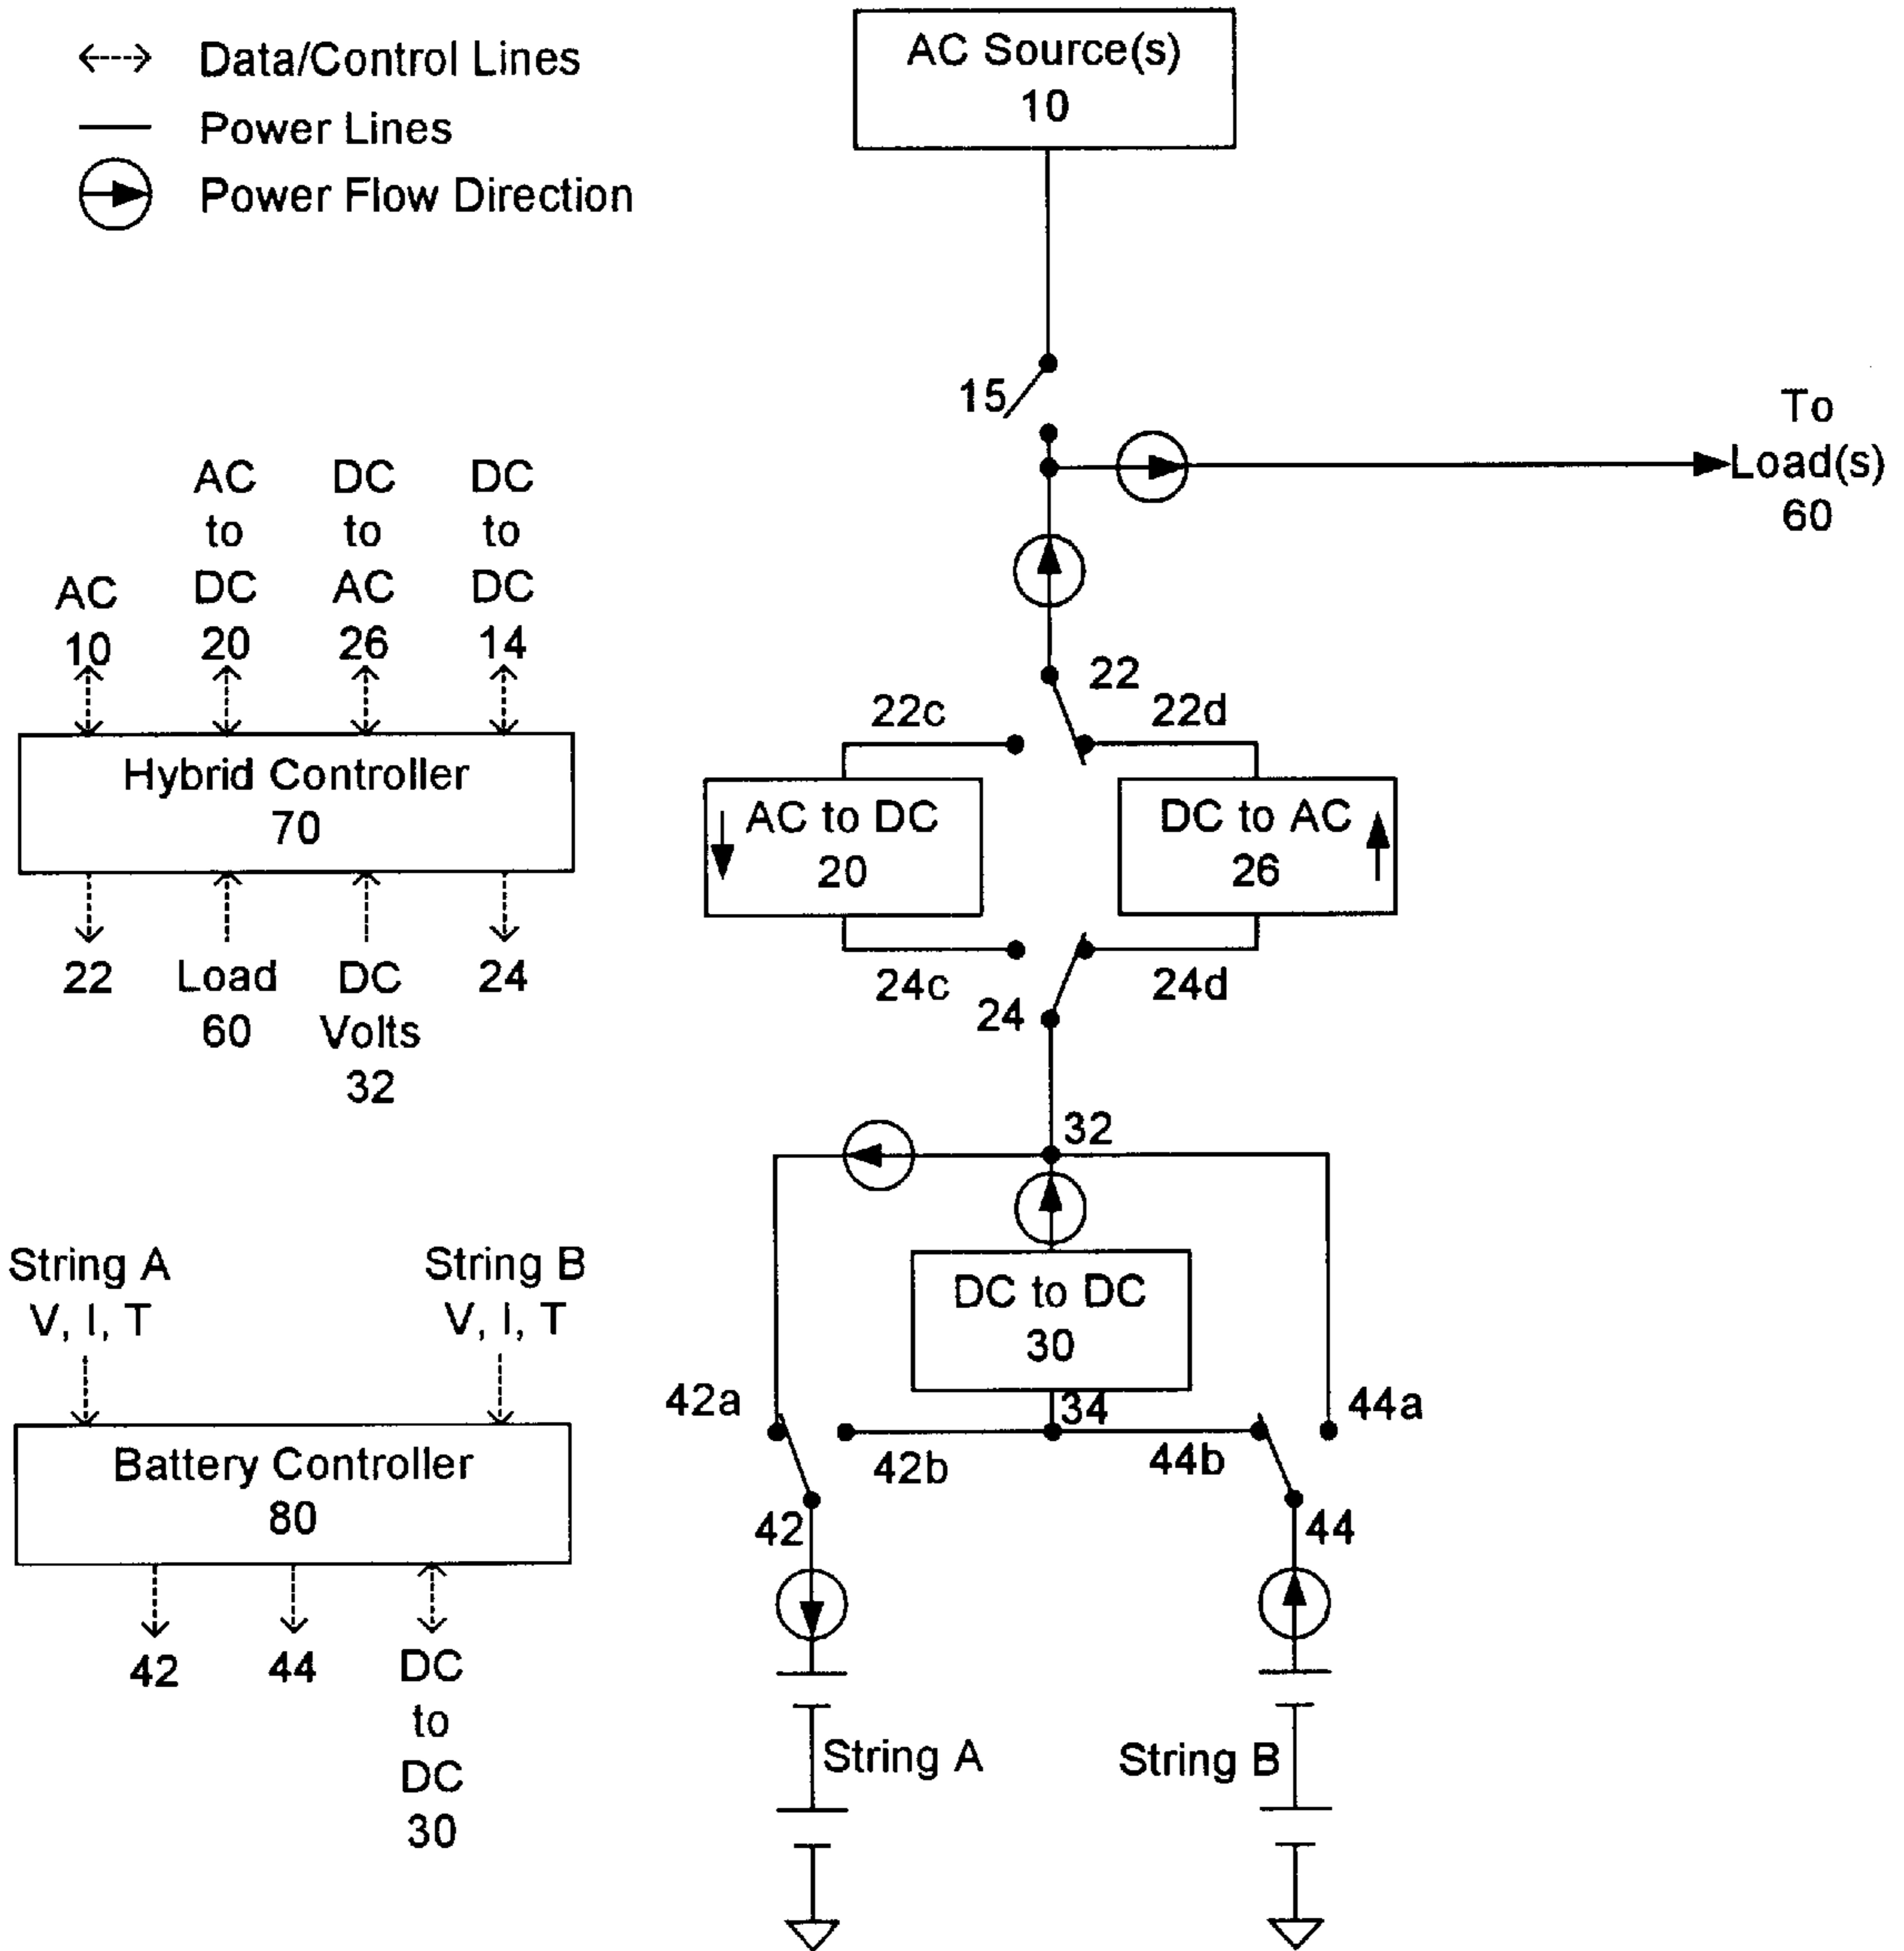 Data/Control Lines
Power Lines
Power Flow Direction
AC Source(s)
10
15
To
Load(s)
60
AC
10
AC
to
DC
20
DC
to
AC
26
DC
to
DC
14
Hybrid Controller
70
22
Load
60
DC
Volts
32
24
22
22c
22d
AC to DC
20
DC to AC
26
24c
24d
24
32
DC to DC
30
34
42a
42b
44b
44a
42
44
String A
V, I, T
String B
V, I, T
Battery Controller
80
42
44
DC
to
DC
30
String A
String B